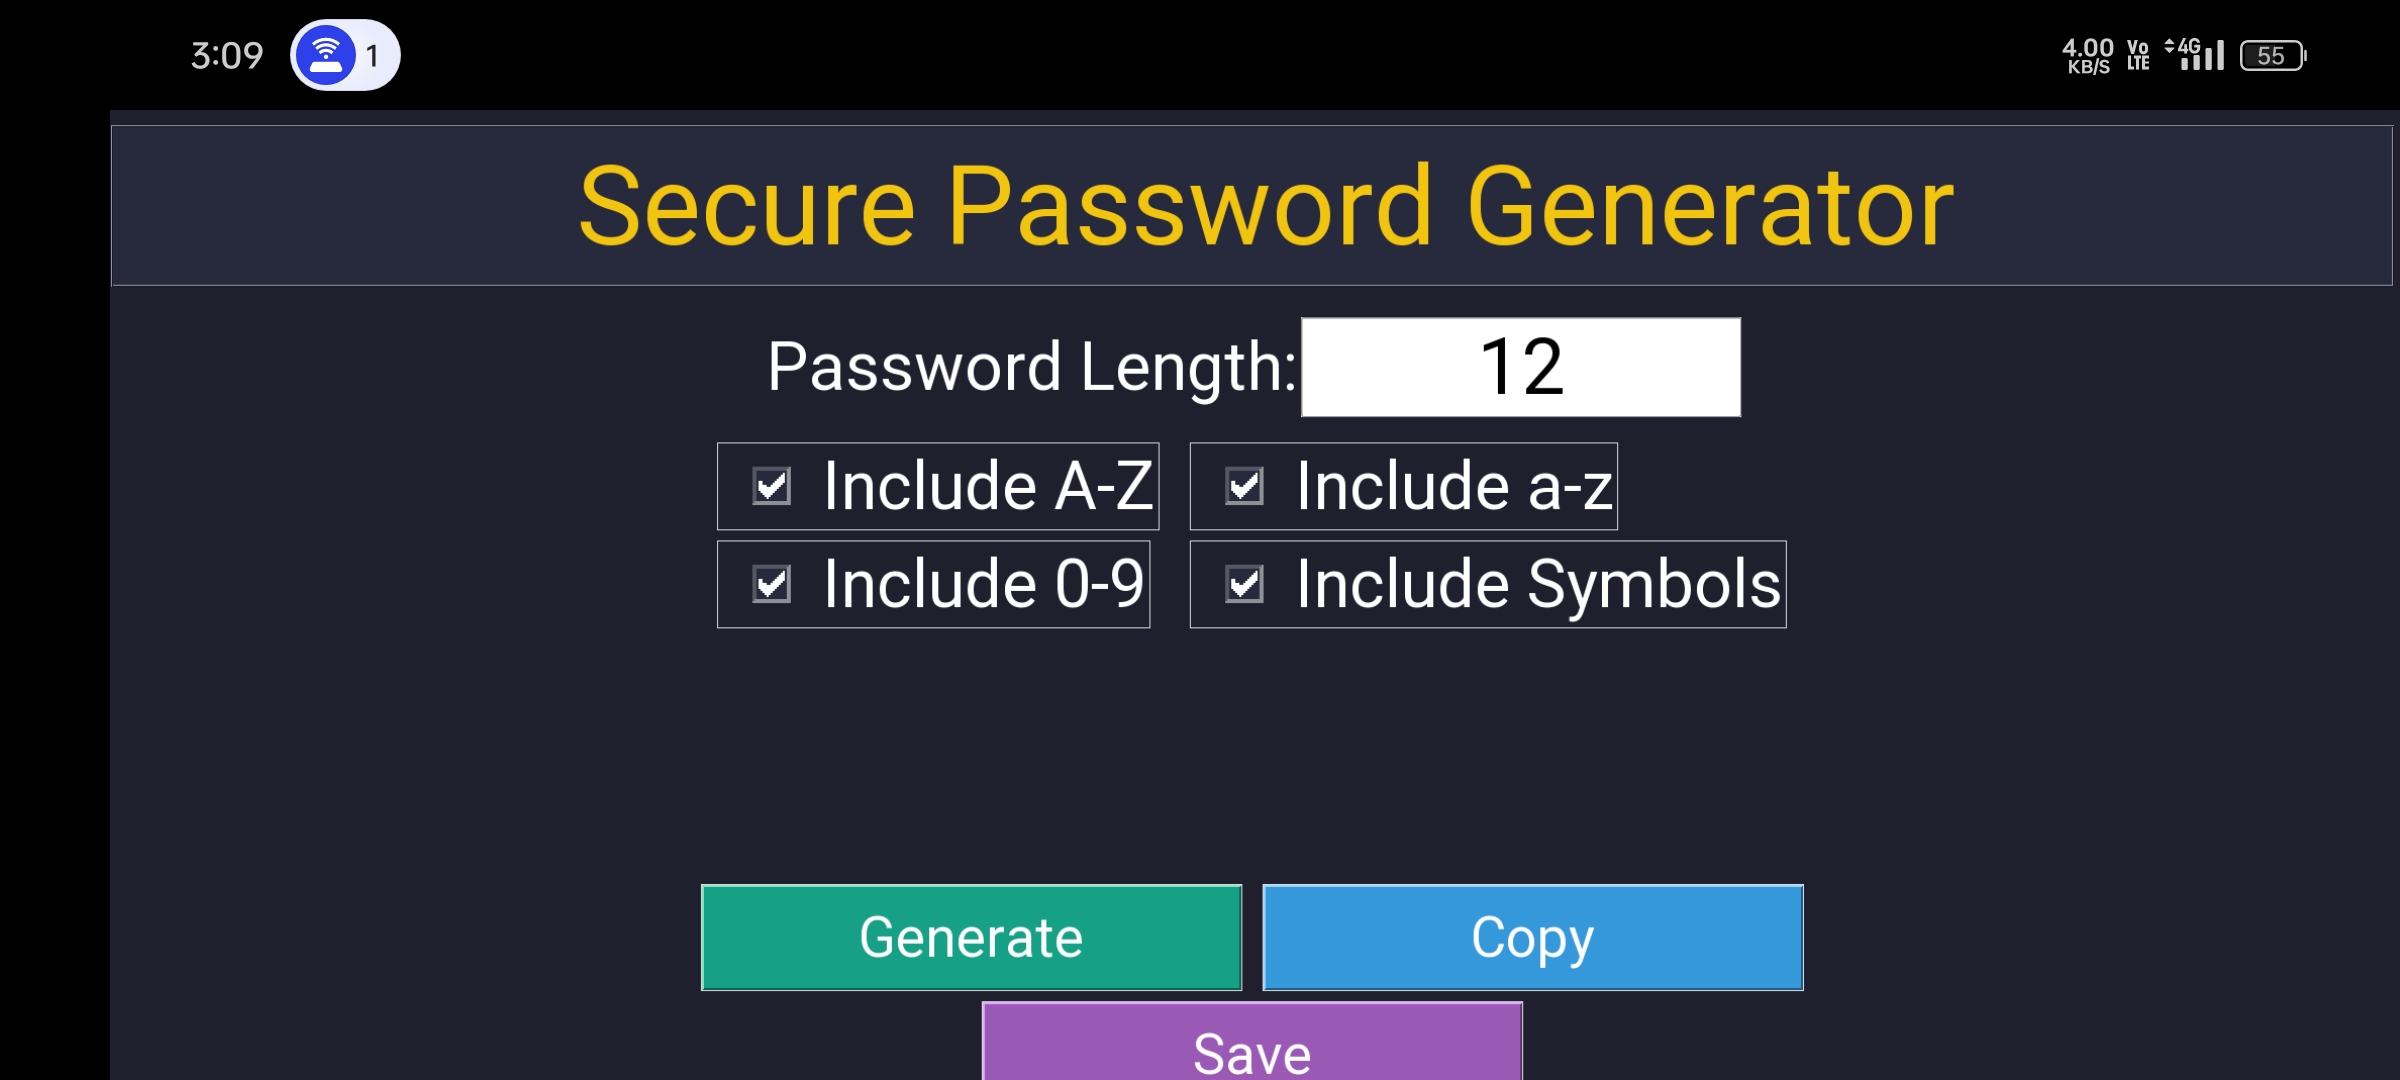 3:09 1 4.00 KB/S Vo LTE 4G 55
Secure Password Generator
Password Length: 12
Include A-Z Include a-z
Include 0-9 Include Symbols
Generate Copy
Save